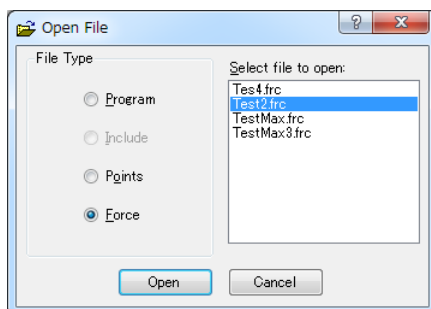 Open File
?
X
File Type
Program
Include
Points
Force
Select file to open:
Tes4.frc
Test2.frc
TestMax.frc
TestMax3.frc
Open
Cancel